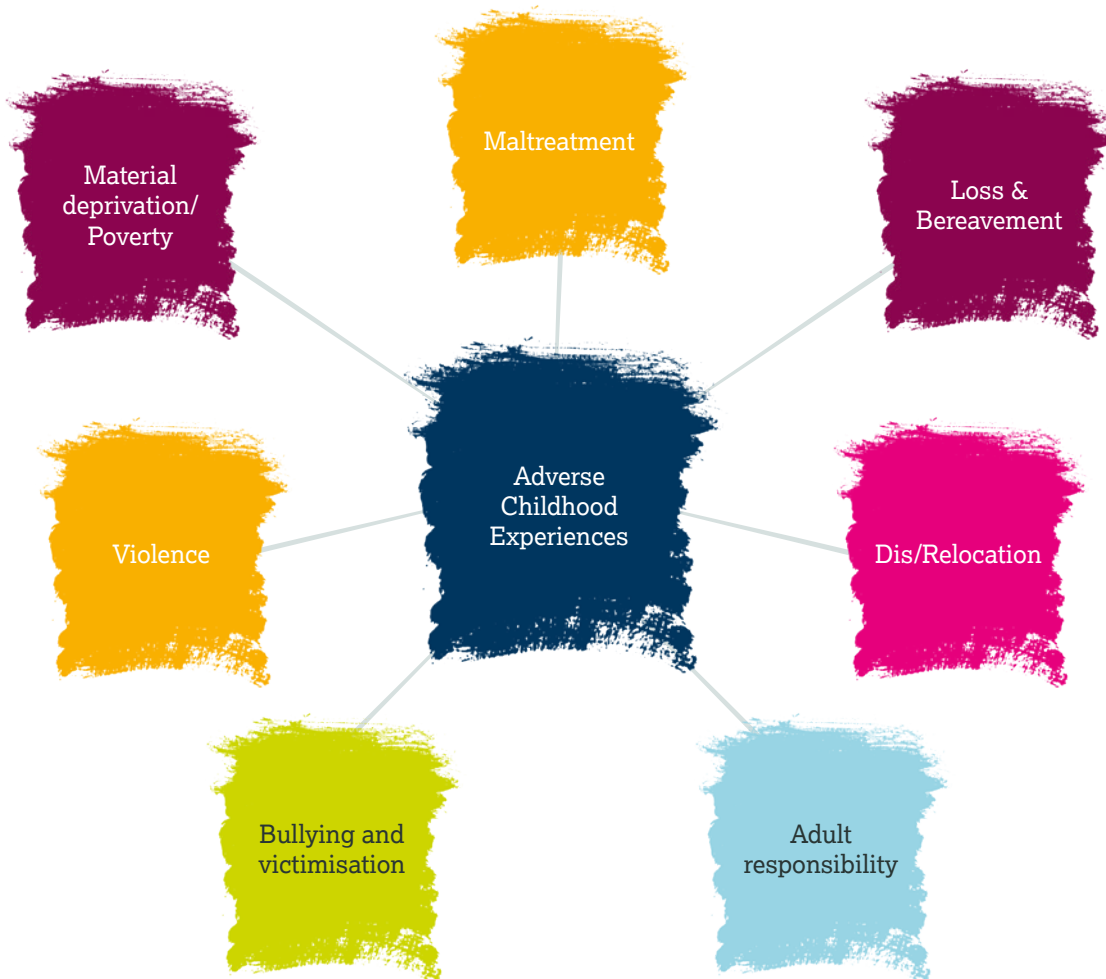 Maltreatment
Material
deprivation/
Poverty
Loss &
Bereavement
Adverse
Childhood
Experiences
Violence
Dis/Relocation
Bullying and
victimisation
Adult
responsibility